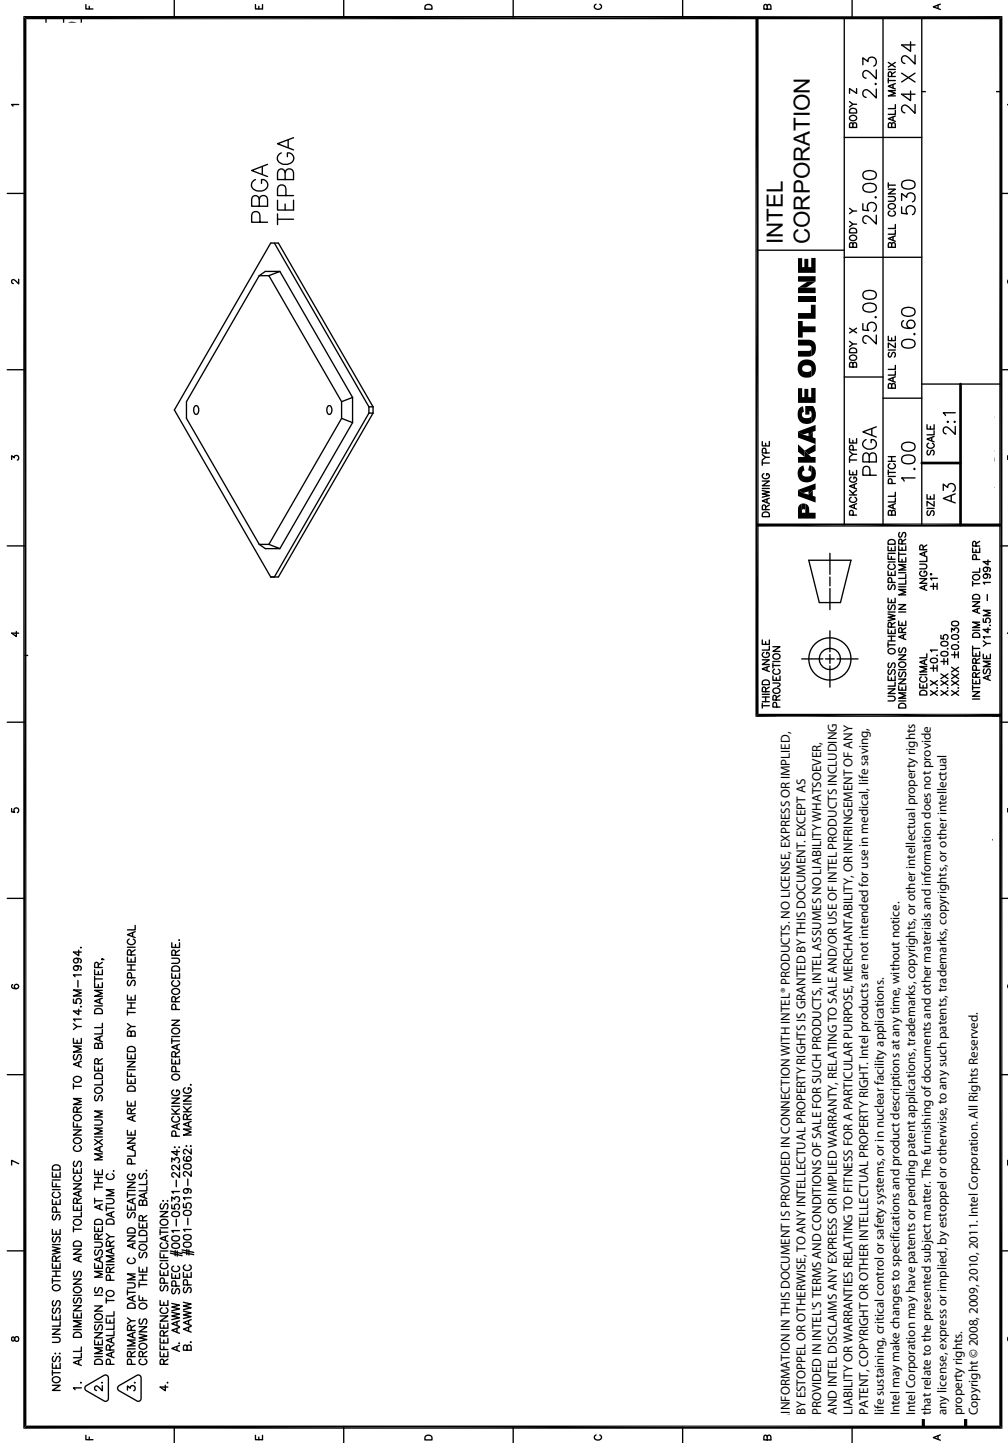 8
7
6
5
4
3
2
1
F
E
D
C
B
A
F
E
D
C
B
A
NOTES: UNLESS OTHERWISE SPECIFIED
1. ALL DIMENSIONS AND TOLERANCES CONFORM TO ASME Y14.5M-1994.
2. DIMENSION IS MEASURED AT THE MAXIMUM SOLDER BALL DIAMETER,
PARALLEL TO PRIMARY DATUM C.
3. PRIMARY DATUM C AND SEATING PLANE ARE DEFINED BY THE SPHERICAL
CROWNS OF THE SOLDER BALLS.
4. REFERENCE SPECIFICATIONS:
A. AAWW SPEC #001-0531-2234: PACKING OPERATION PROCEDURE.
B. AAWW SPEC #001-0519-2062: MARKING.
PBGA
TEPBGA
INFORMATION IN THIS DOCUMENT IS PROVIDED IN CONNECTION WITH INTEL® PRODUCTS. NO LICENSE, EXPRESS OR IMPLIED,
BY ESTOPPEL OR OTHERWISE, TO ANY INTELLECTUAL PROPERTY RIGHTS IS GRANTED BY THIS DOCUMENT. EXCEPT AS
PROVIDED IN INTEL'S TERMS AND CONDITIONS OF SALE FOR SUCH PRODUCTS, INTEL ASSUMES NO LIABILITY WHATSOEVER,
AND INTEL DISCLAIMS ANY EXPRESS OR IMPLIED WARRANTY, RELATING TO SALE AND/OR USE OF INTEL PRODUCTS INCLUDING
LIABILITY OR WARRANTIES RELATING TO FITNESS FOR A PARTICULAR PURPOSE, MERCHANTABILITY, OR INFRINGEMENT OF ANY
PATENT, COPYRIGHT OR OTHER INTELLECTUAL PROPERTY RIGHT. Intel products are not intended for use in medical, life saving,
life sustaining, critical control or safety systems, or in nuclear facility applications.
Intel may make changes to specifications and product descriptions at any time, without notice.
Intel Corporation may have patents or pending patent applications, trademarks, copyrights, or other intellectual property rights
that relate to the presented subject matter. The furnishing of documents and other materials and information does not provide
any license, express or implied, by estoppel or otherwise, to any such patents, trademarks, copyrights, or other intellectual
property rights.
Copyright © 2008, 2009, 2010, 2011. Intel Corporation. All Rights Reserved.
THIRD ANGLE
PROJECTION
UNLESS OTHERWISE SPECIFIED
DIMENSIONS ARE IN MILLIMETERS
DECIMAL ANGULAR
X.X ±0.1 ±1°
X.XX ±0.05
X.XXX ±0.030
INTERPRET DIM AND TOL PER
ASME Y14.5M - 1994
DRAWING TYPE
PACKAGE OUTLINE
INTEL
CORPORATION
PACKAGE TYPE BODY X BODY Y BODY Z
PBGA 25.00 25.00 2.23
BALL PITCH BALL SIZE BALL COUNT BALL MATRIX
1.00 0.60 530 24 X 24
SIZE SCALE
A3 2:1